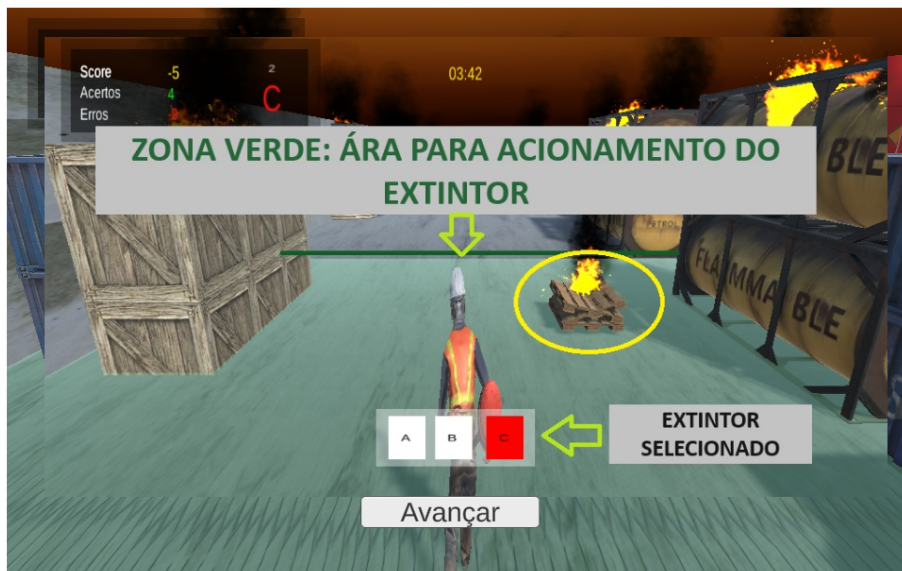 Score -5 2
Acertos 4 C
Erros
03:42
ZONA VERDE: ÁRA PARA ACIONAMENTO DO
EXTINTOR
BLE
PETROL
FLAMMABLE
A B C
EXTINTOR
SELECIONADO
Avançar